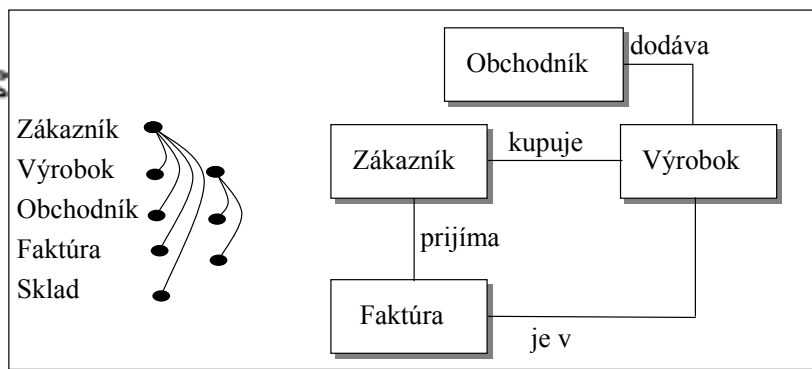 Zákazník
Výrobok
Obchodník
Faktúra
Sklad
Obchodník
dodáva
Zákazník
kupuje
Výrobok
prijíma
Faktúra
je v